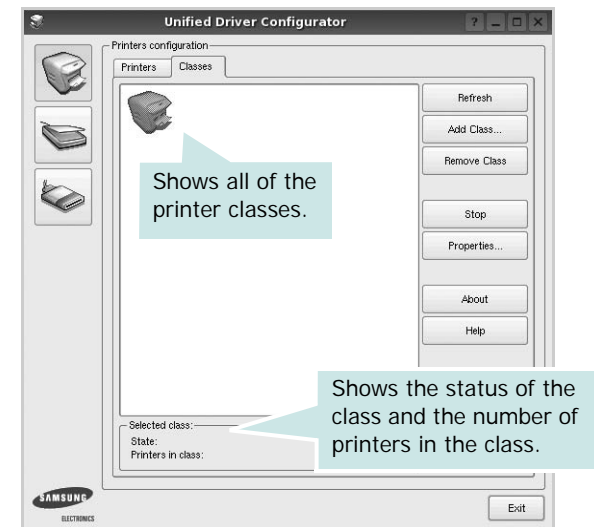 Unified Driver Configurator
Printers configuration
Printers
Classes
Refresh
Add Class...
Remove Class
Shows all of the
printer classes.
Stop
Properties...
About
Help
Shows the status of the
class and the number of
printers in the class.
Selected class:
State:
Printers in class:
SAMSUNG
ELECTRONICS
Exit